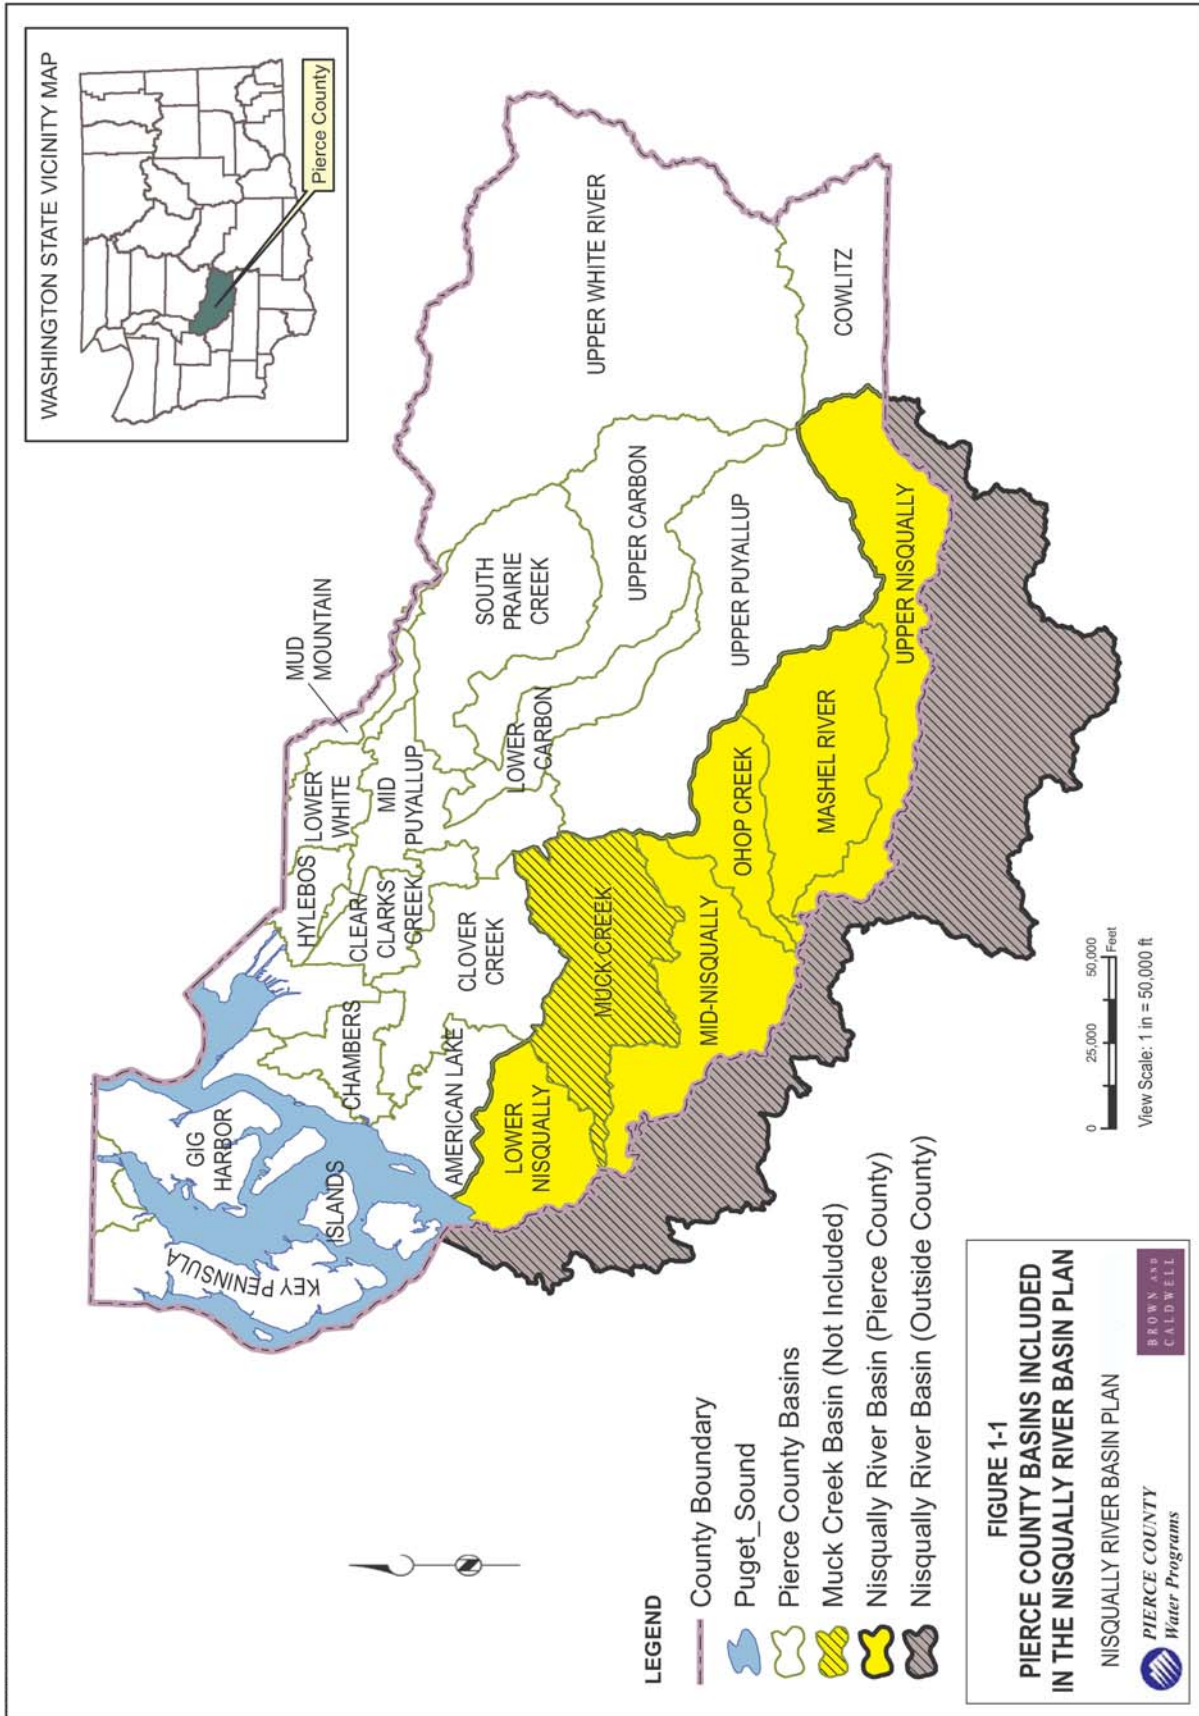 WASHINGTON STATE VICINITY MAP
Pierce County
GIG
HARBOR
KEY PENINSULA
ISLANDS
HYLEBOS
LOWER
WHITE
MUD
MOUNTAIN
CHAMBERS
CLEAR/
CLARKS
CREEK
MID
PUYALLUP
AMERICAN LAKE
CLOVER
CREEK
SOUTH
PRAIRIE
CREEK
LOWER
CARBON
UPPER WHITE RIVER
UPPER CARBON
LOWER
NISQUALLY
MUCK CREEK
UPPER PUYALLUP
MID-NISQUALLY
OHOP CREEK
MASHEL RIVER
UPPER NISQUALLY
COWLITZ
LEGEND
County Boundary
Puget_Sound
Pierce County Basins
Muck Creek Basin (Not Included)
Nisqually River Basin (Pierce County)
Nisqually River Basin (Outside County)
0 25,000 50,000
Feet
View Scale: 1 in = 50,000 ft
FIGURE 1-1
PIERCE COUNTY BASINS INCLUDED
IN THE NISQUALLY RIVER BASIN PLAN
NISQUALLY RIVER BASIN PLAN
PIERCE COUNTY
Water Programs
BROWN AND
CALDWELL